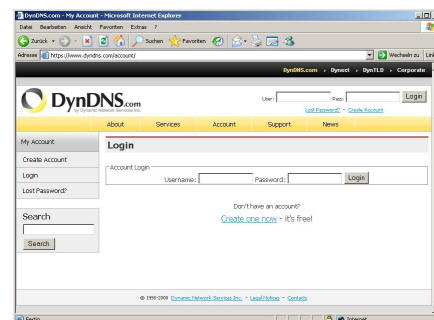 DynDNS.com - My Account - Microsoft Internet Explorer
Datei Bearbeiten Ansicht Favoriten Extras ?
Zurück Suchen Favoriten
Adresse https://www.dyndns.com/account/ Wechseln zu Link
DynDNS.com Dynect DynTLD Corporate
DynDNS.com
by Dynamic Network Services Inc.
User: Pass: Login
Lost Password? - Create Account
About Services Account Support News
My Account
Create Account
Login
Lost Password?
Search
Search
Login
Account Login
Username: Password: Login
Don't have an account?
Create one now - it's free!
Dynamic Network Services Inc. - Legal Notices - Contacts
Fertig Internet